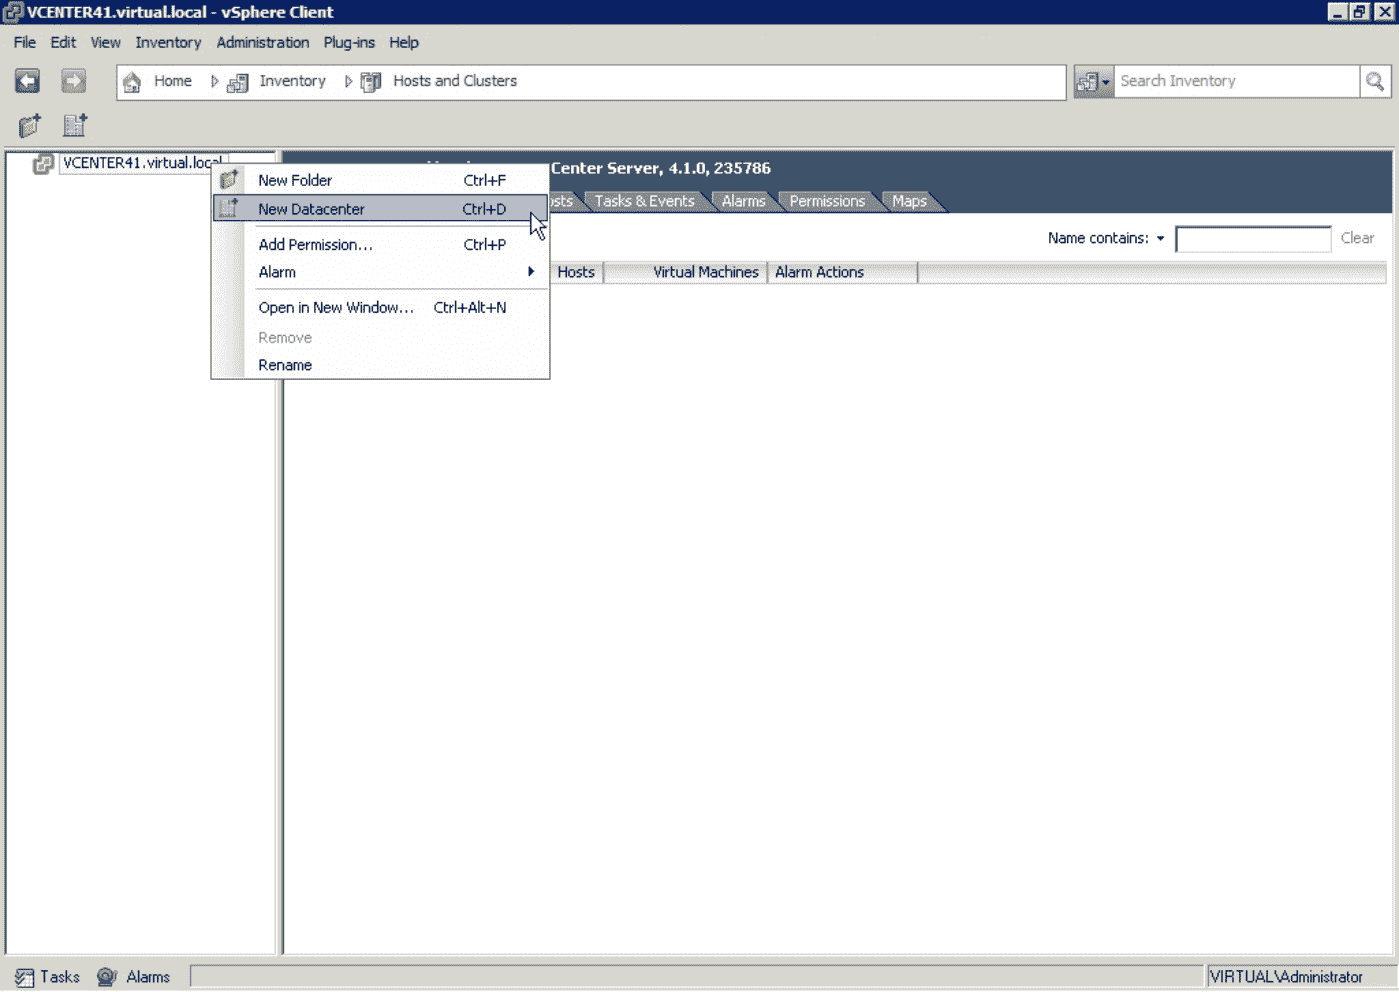 VCENTER41.virtual.local - vSphere Client
File Edit View Inventory Administration Plug-ins Help
Home Inventory Hosts and Clusters Search Inventory
VCENTER41.virtual.local
Center Server, 4.1.0, 235786
New Folder Ctrl+F
New Datacenter Ctrl+D
Add Permission... Ctrl+P
Alarm
Open in New Window... Ctrl+Alt+N
Remove
Rename
osts Tasks & Events Alarms Permissions Maps
Name contains: Clear
Hosts Virtual Machines Alarm Actions
Tasks Alarms VIRTUAL\Administrator